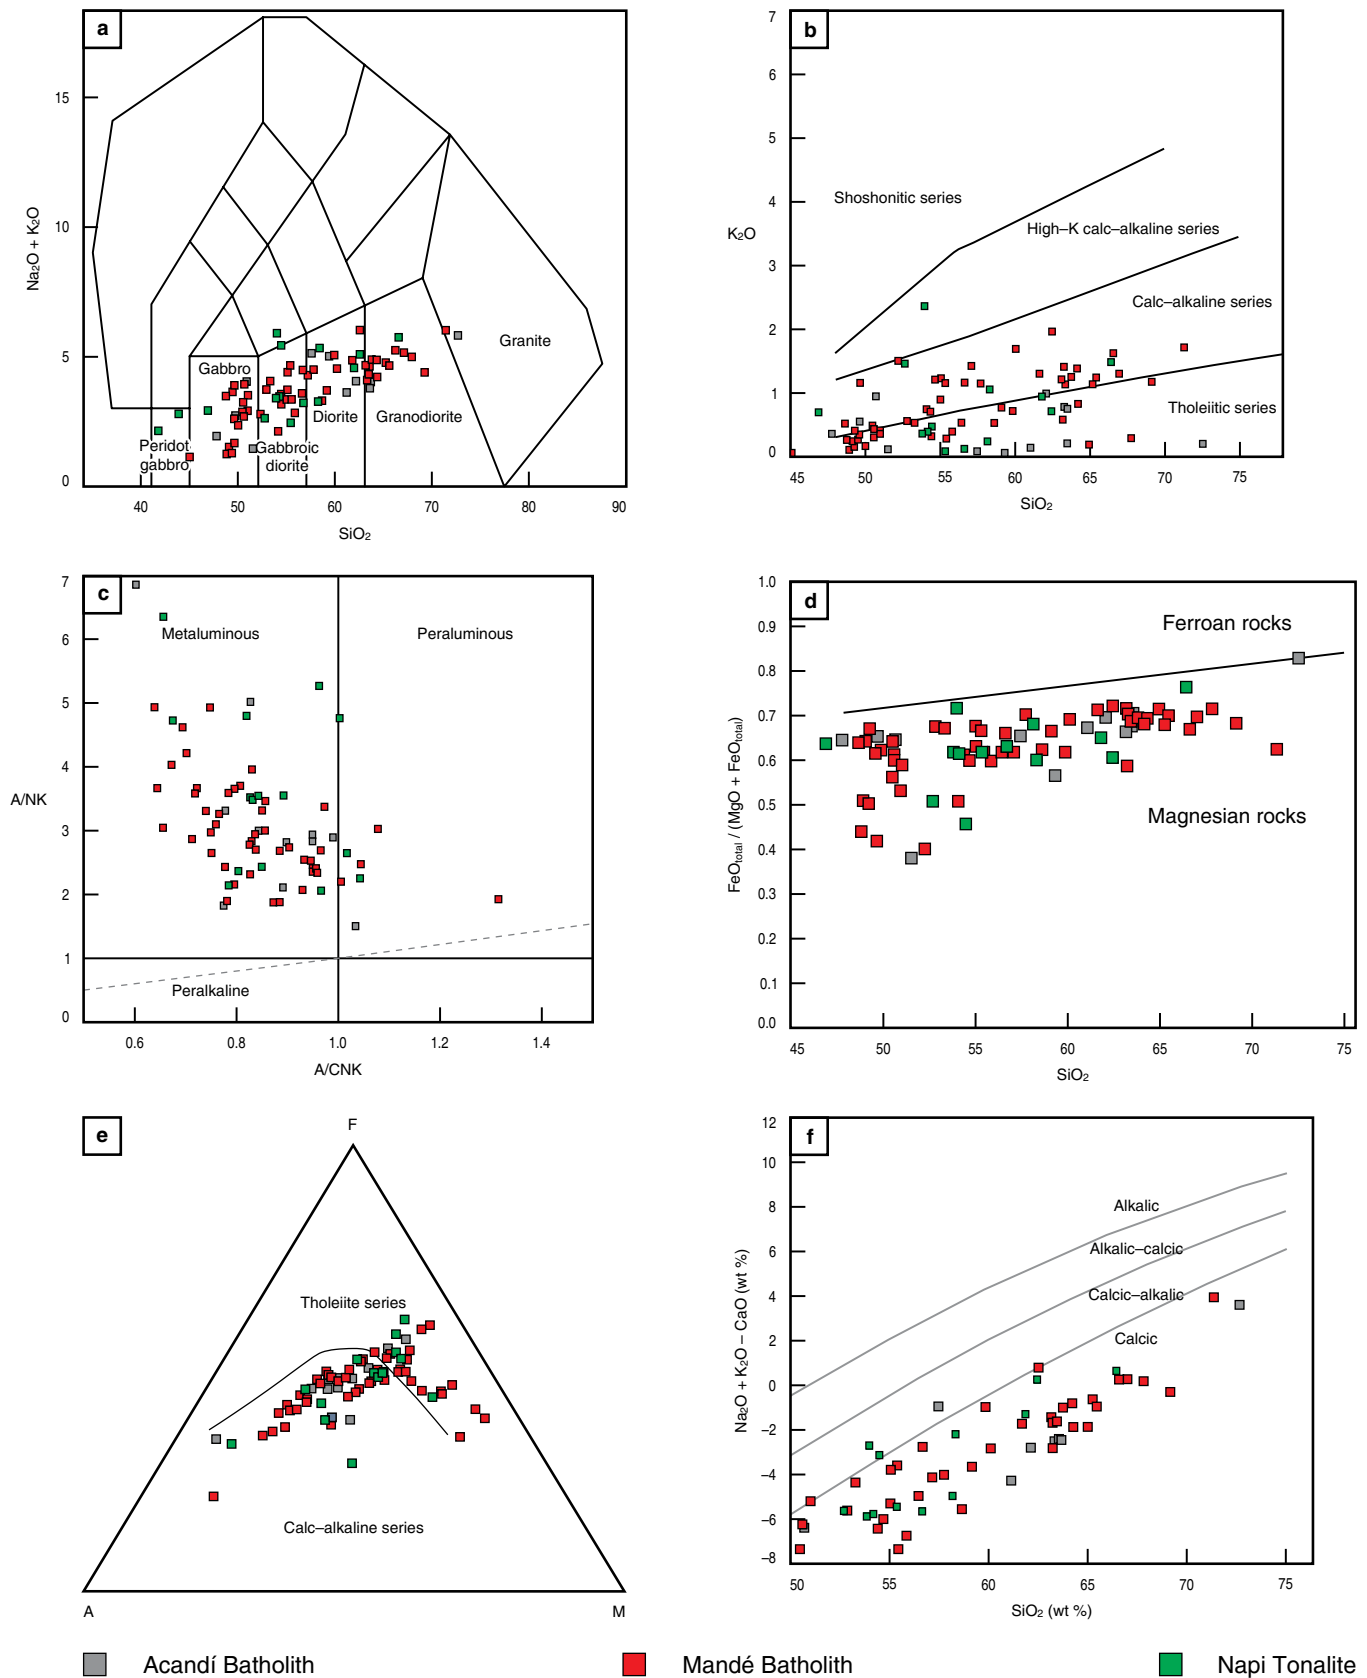 a
15
10
5
0
Na₂O + K₂O
Gabbro
Peridot
gabbro
Gabbroic
diorite
Diorite
Granodiorite
Granite
40
50
60
70
80
90
SiO₂
b
7
6
5
4
3
2
1
0
K₂O
Shoshonitic series
High–K calc–alkaline series
Calc–alkaline series
Tholeiitic series
45
50
55
60
65
70
75
SiO₂
c
7
6
5
4
3
2
1
0
A/NK
Metaluminous
Peraluminous
Peralkaline
0.6
0.8
1.0
1.2
1.4
A/CNK
d
1.0
0.9
0.8
0.7
0.6
0.5
0.4
0.3
0.2
0.1
0.0
FeOtotal / (MgO + FeOtotal)
Ferroan rocks
Magnesian rocks
45
50
55
60
65
70
75
SiO₂
e
F
Tholeiite series
Calc–alkaline series
A
M
f
12
10
8
6
4
2
0
–2
–4
–6
–8
Na₂O + K₂O – CaO (wt %)
Alkalic
Alkalic–calcic
Calcic–alkalic
Calcic
50
55
60
65
70
75
SiO₂ (wt %)
Acandí Batholith
Mandé Batholith
Napi Tonalite